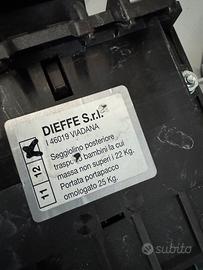 DIEFFE S.r.l.
I 46019 VIADANA
Seggiolino posteriore
traspo bambini la cui
massa non superi i 22 Kg.
Portata portapacco
omologato 25 Kg.
11 12
subito